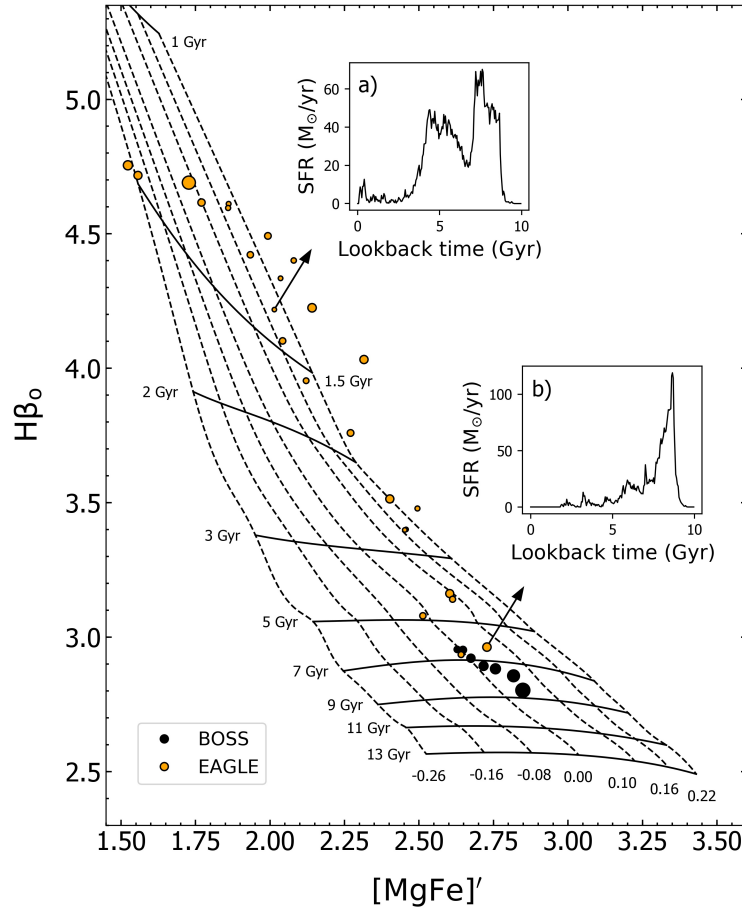 1 Gyr
5.0
4.5
4.0
3.5
3.0
2.5
Hβₒ
a)
SFR (M⊙/yr)
60
40
20
0
0 5 10
Lookback time (Gyr)
1.5 Gyr
2 Gyr
b)
SFR (M⊙/yr)
100
50
0
0 5 10
Lookback time (Gyr)
3 Gyr
5 Gyr
7 Gyr
9 Gyr
11 Gyr
13 Gyr
BOSS
EAGLE
-0.26 -0.16 -0.08 0.00 0.10 0.16 0.22
1.50 1.75 2.00 2.25 2.50 2.75 3.00 3.25 3.50
[MgFe]′